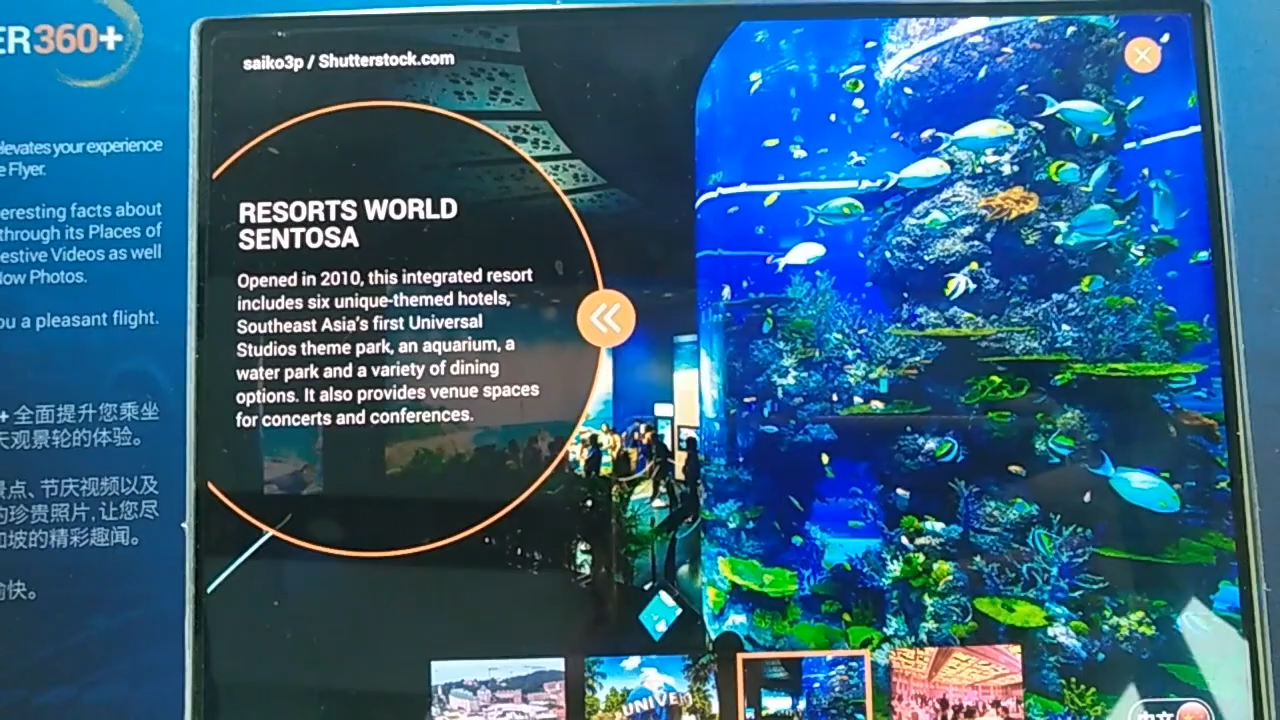 ER360+
elevates your experience
e Flyer.
eresting facts about
through its Places of
estive Videos as well
low Photos.
ou a pleasant flight.
+ 全面提升您乘坐
天观景轮的体验。
景点、节庆视频以及
的珍贵照片,让您尽
加坡的精彩趣闻。
愉快。
saiko3p / Shutterstock.com
RESORTS WORLD
SENTOSA
Opened in 2010, this integrated resort
includes six unique-themed hotels,
Southeast Asia's first Universal
Studios theme park, an aquarium, a
water park and a variety of dining
options. It also provides venue spaces
for concerts and conferences.
UNIVER
中文